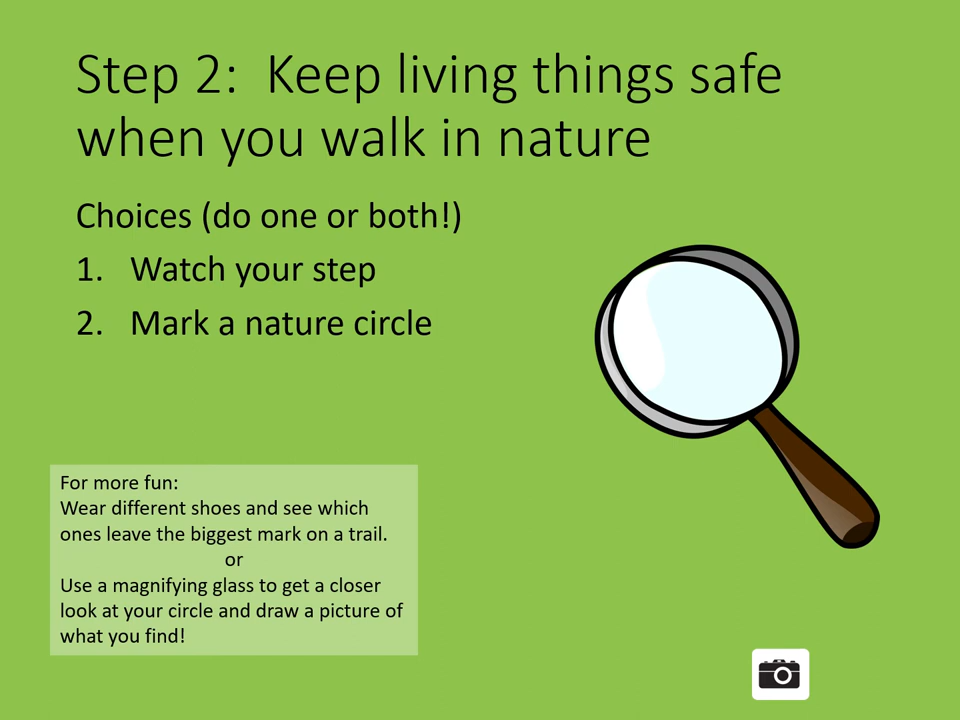 Step 2:  Keep living things safe
when you walk in nature
Choices (do one or both!)
1. Watch your step
2. Mark a nature circle
For more fun:
Wear different shoes and see which
ones leave the biggest mark on a trail.
or
Use a magnifying glass to get a closer
look at your circle and draw a picture of
what you find!